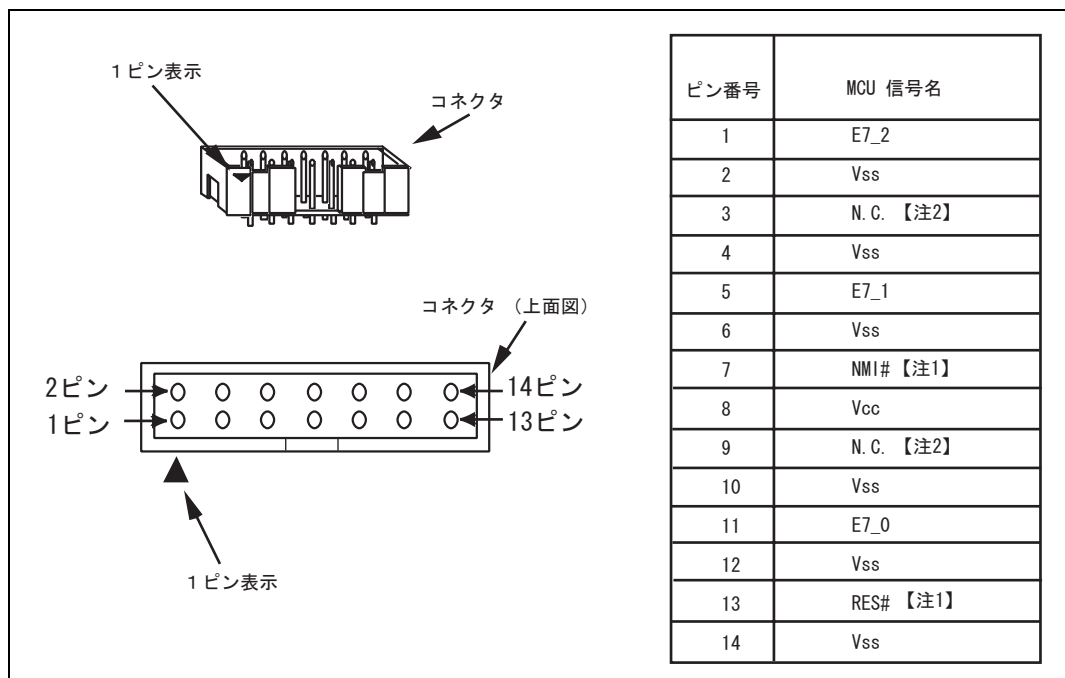 1ピン表示
コネクタ
コネクタ (上面図)
2ピン
14ピン
1ピン
13ピン
1ピン表示
ピン番号 MCU 信号名
1 E7_2
2 Vss
3 N.C. 【注2】
4 Vss
5 E7_1
6 Vss
7 NMI# 【注1】
8 Vcc
9 N.C. 【注2】
10 Vss
11 E7_0
12 Vss
13 RES# 【注1】
14 Vss